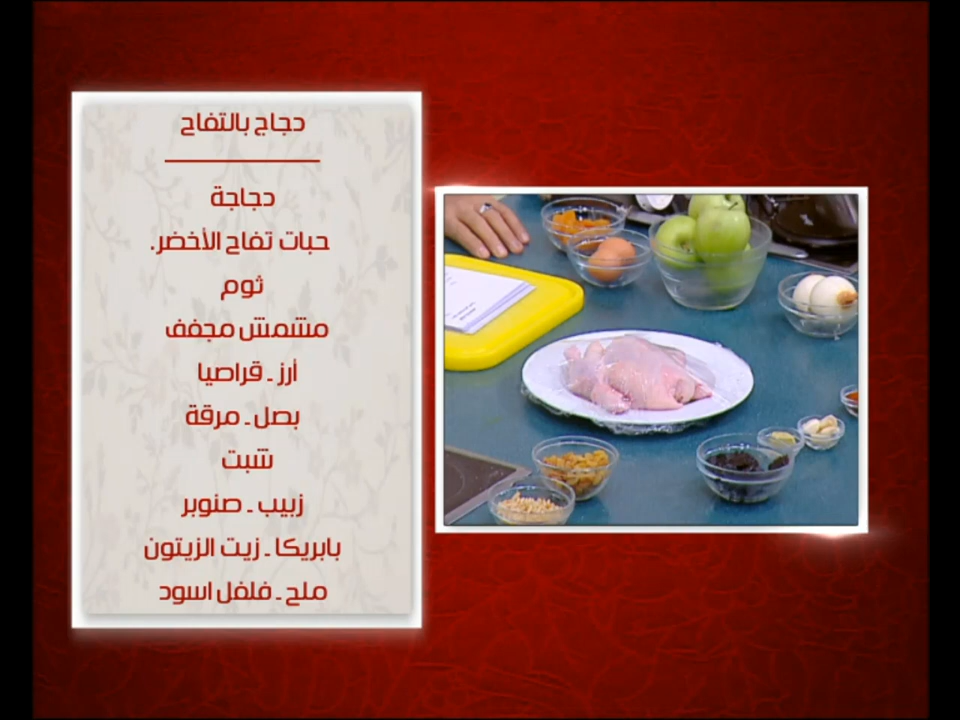 دجاج بالتفاح
دجاجة
حبات تفاح الأخضر.
ثوم
مشمش مجفف
أرز - قراصيا
بصل - مرقة
شبت
زبيب - صنوبر
بابريكا - زيت الزيتون
ملح - فلفل اسود